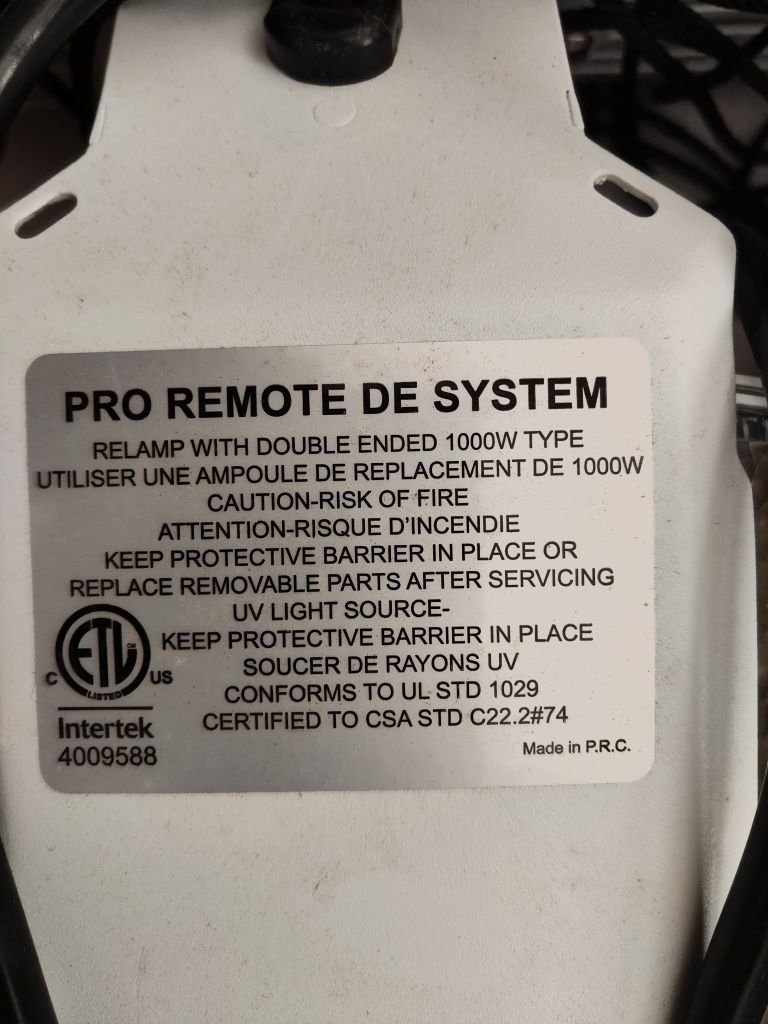 PRO REMOTE DE SYSTEM
RELAMP WITH DOUBLE ENDED 1000W TYPE
UTILISER UNE AMPOULE DE REPLACEMENT DE 1000W
CAUTION-RISK OF FIRE
ATTENTION-RISQUE D'INCENDIE
KEEP PROTECTIVE BARRIER IN PLACE OR
REPLACE REMOVABLE PARTS AFTER SERVICING
UV LIGHT SOURCE-
KEEP PROTECTIVE BARRIER IN PLACE
SOUCER DE RAYONS UV
CONFORMS TO UL STD 1029
CERTIFIED TO CSA STD C22.2#74
ETL CM
LISTED
C US
Intertek
4009588
Made in P.R.C.